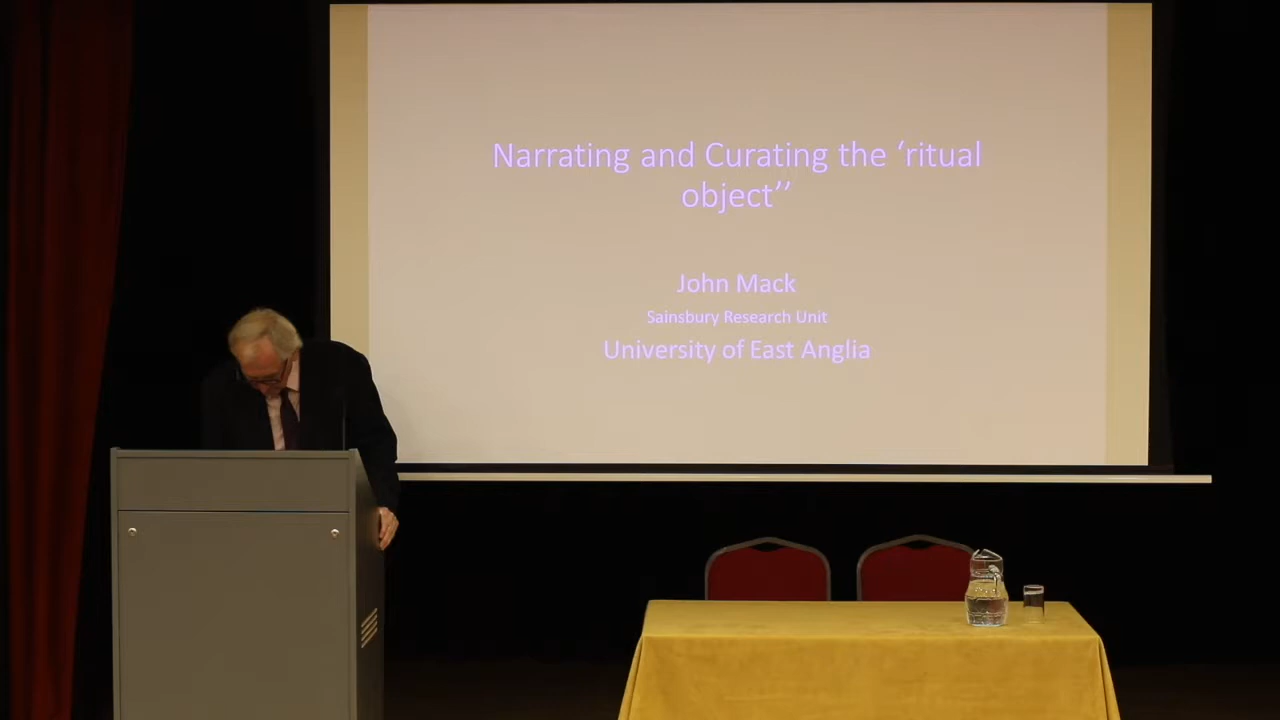 Narrating and Curating the ‘ritual
object’’
John Mack
Sainsbury Research Unit
University of East Anglia